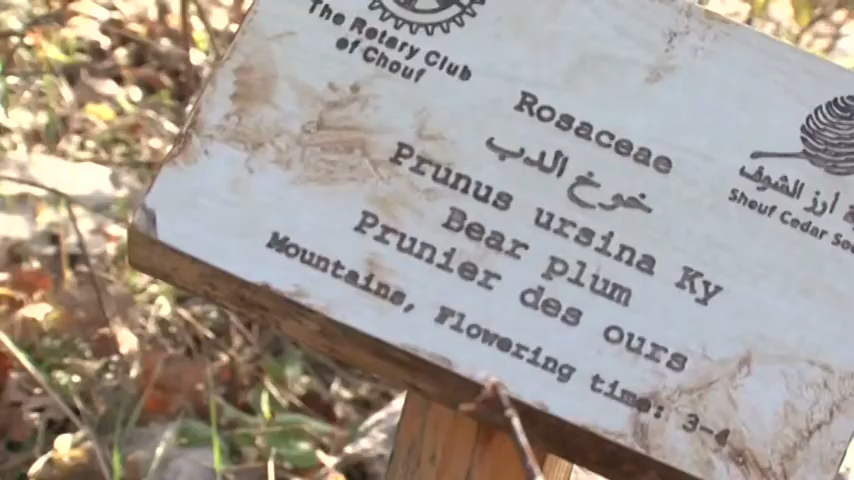 The Rotary Club
of Chouf
Rosaceae
خوخ الدب
Prunus ursina Ky
Bear plum
Prunier des ours
Mountains, Flowering time: 3-4
أرز الشوف
Shouf Cedar